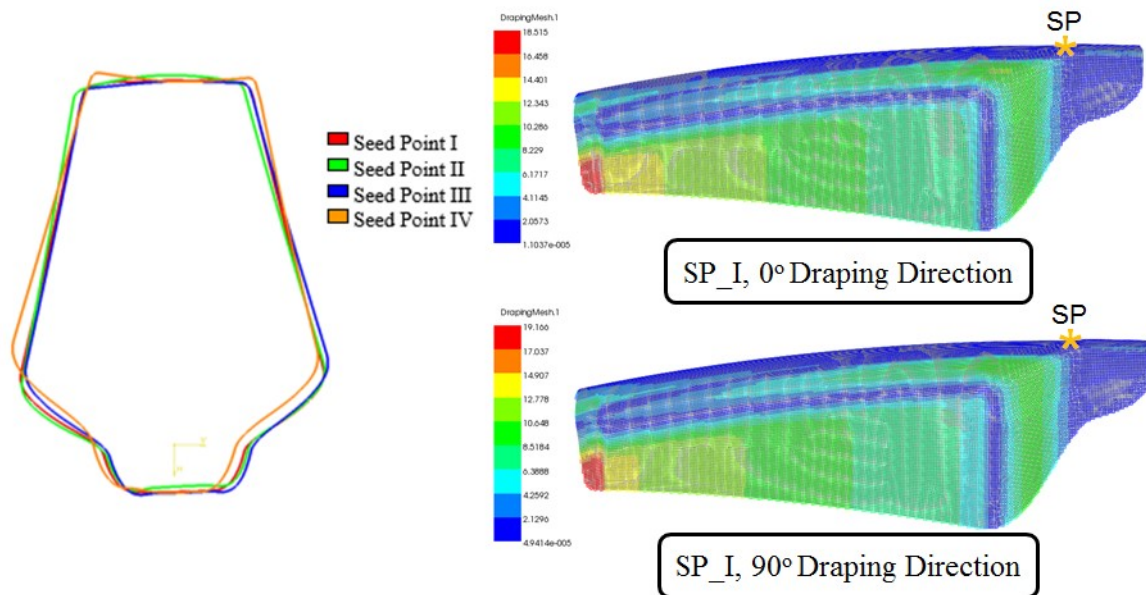 Seed Point I
Seed Point II
Seed Point III
Seed Point IV
DrapingMesh.1
18.515
16.458
14.401
12.343
10.286
8.229
6.1717
4.1145
2.0573
1.1037e-005
SP
SP_I, 0° Draping Direction
DrapingMesh.1
19.166
17.037
14.907
12.778
10.648
8.5184
6.3888
4.2592
2.1296
4.9414e-005
SP
SP_I, 90° Draping Direction